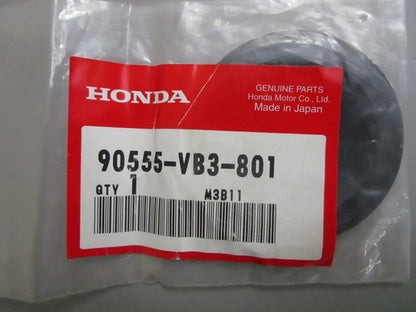 HONDA
GENUINE PARTS
Honda Motor Co., Ltd.
Made in Japan
90555-VB3-801
QTY 1 M3B11